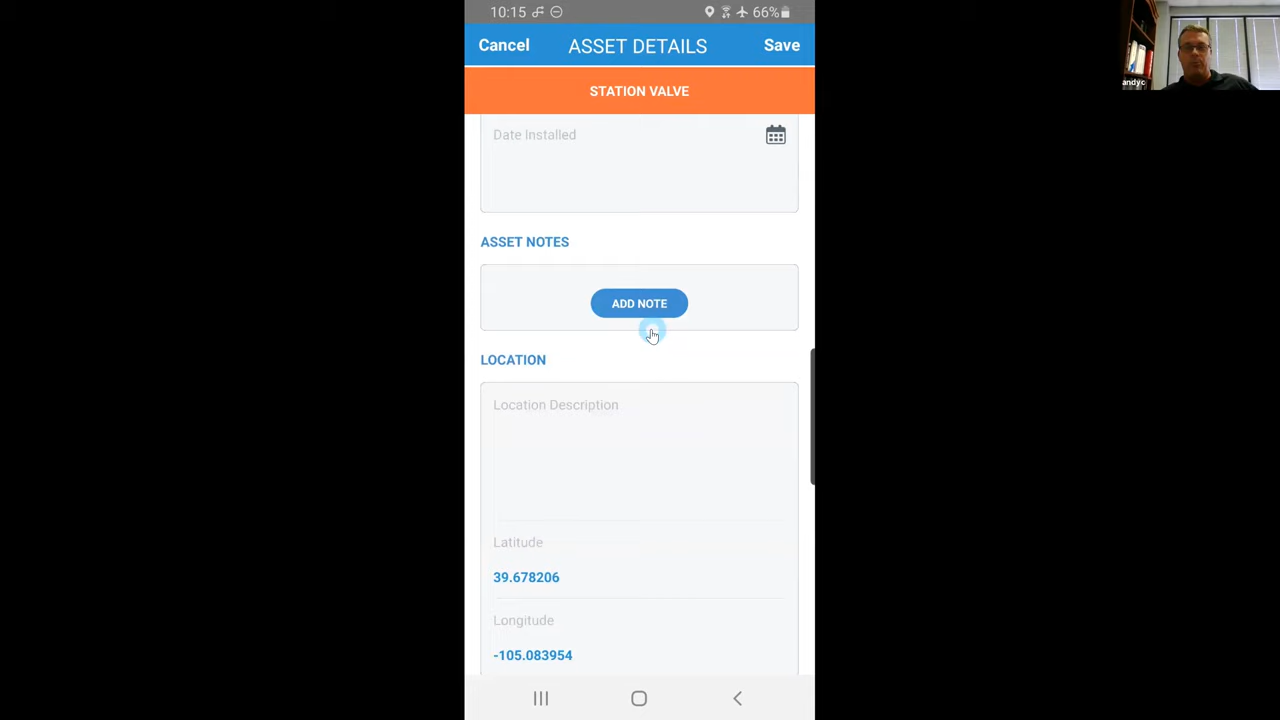 10:15
66%
Cancel
ASSET DETAILS
Save
STATION VALVE
Date Installed
ASSET NOTES
ADD NOTE
LOCATION
Location Description
Latitude
39.678206
Longitude
-105.083954
andyc